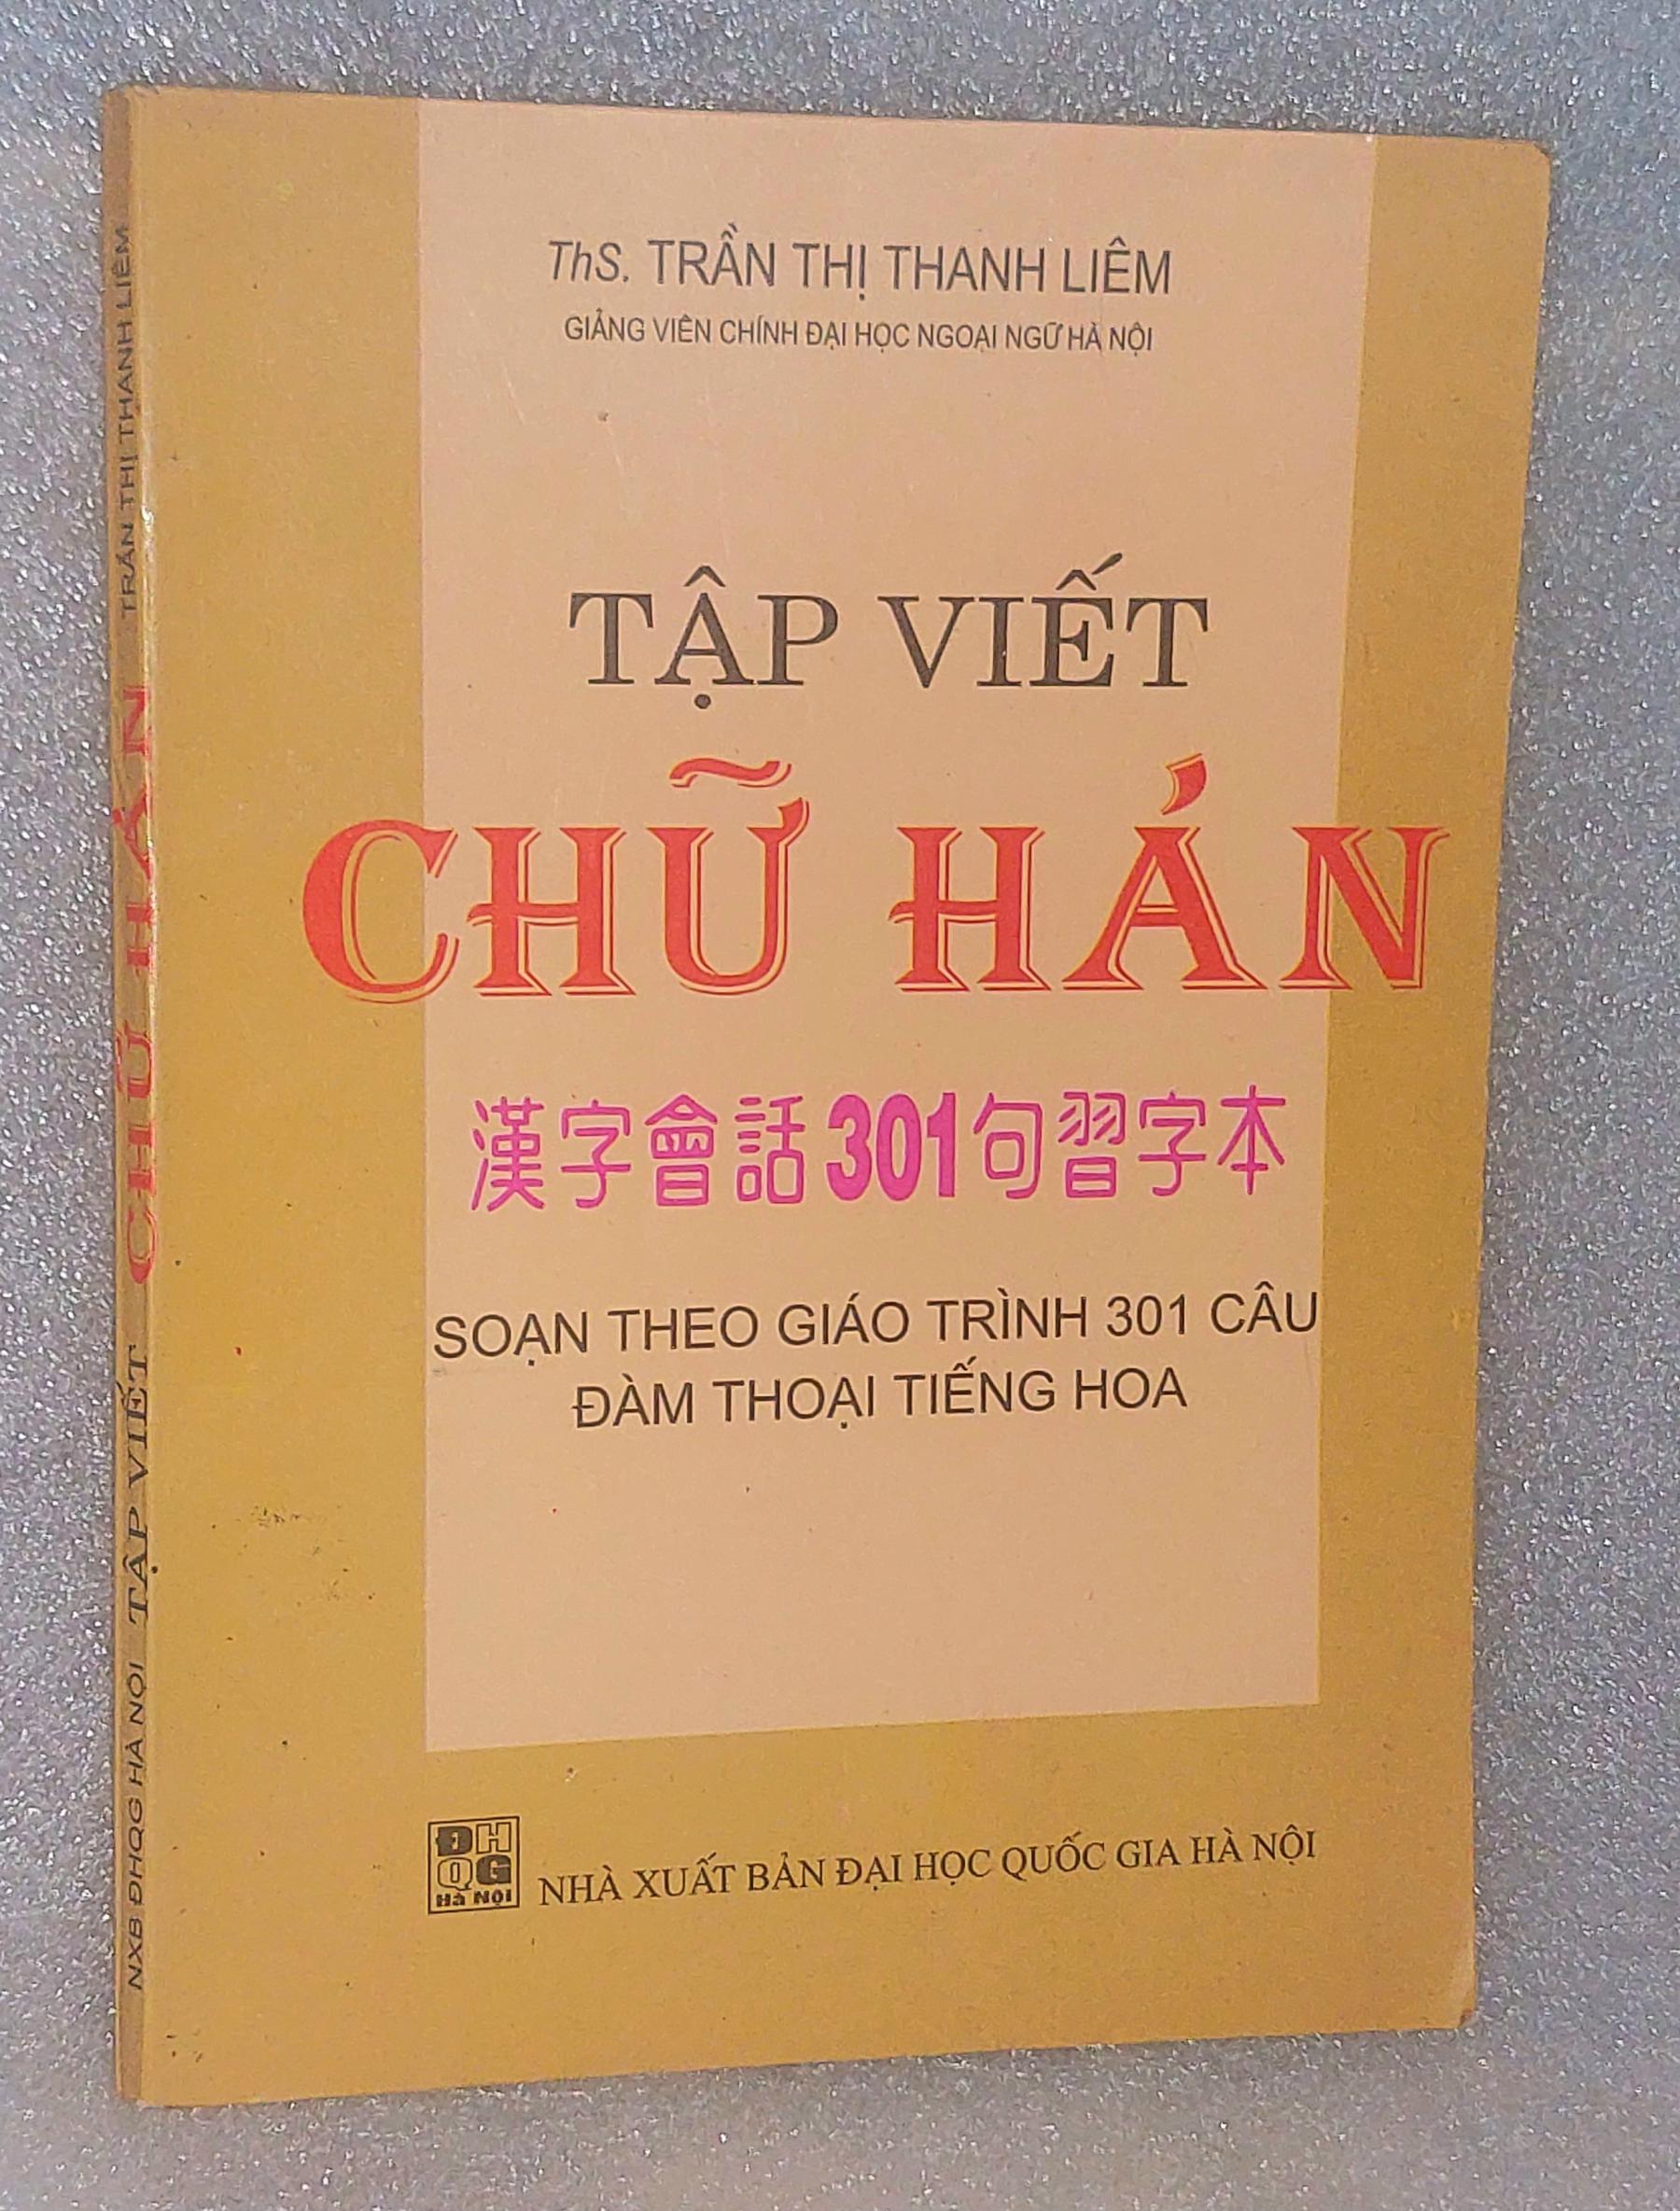 ThS. TRẦN THỊ THANH LIÊM
GIẢNG VIÊN CHÍNH ĐẠI HỌC NGOẠI NGỮ HÀ NỘI
TẬP VIẾT
CHỮ HÁN
漢字會話301句習字本
SOẠN THEO GIÁO TRÌNH 301 CÂU
ĐÀM THOẠI TIẾNG HOA
ĐH
QG
Hà Nội
NHÀ XUẤT BẢN ĐẠI HỌC QUỐC GIA HÀ NỘI
NXB ĐHQG HÀ NỘI TẬP VIẾT CHỮ HÁN TRẦN THỊ THANH LIÊM